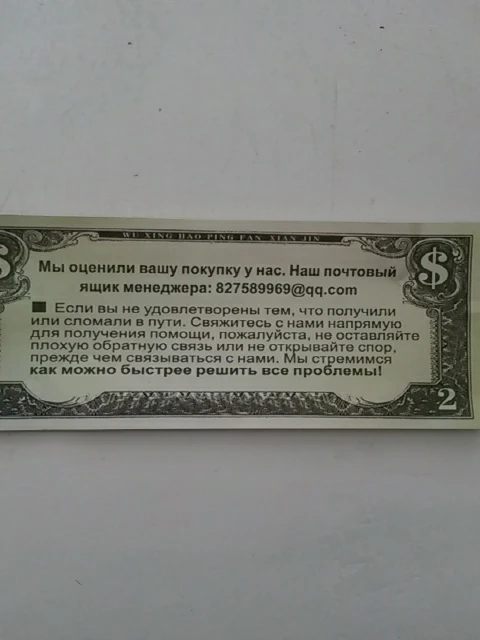 WU XING HAO PING FAN XIAN JIN
$
$
Мы оценили вашу покупку у нас. Наш почтовый
ящик менеджера: 827589969@qq.com
■ Если вы не удовлетворены тем, что получили
или сломали в пути. Свяжитесь с нами напрямую
для получения помощи, пожалуйста, не оставляйте
плохую обратную связь или не открывайте спор,
прежде чем связываться с нами. Мы стремимся
как можно быстрее решить все проблемы!
2